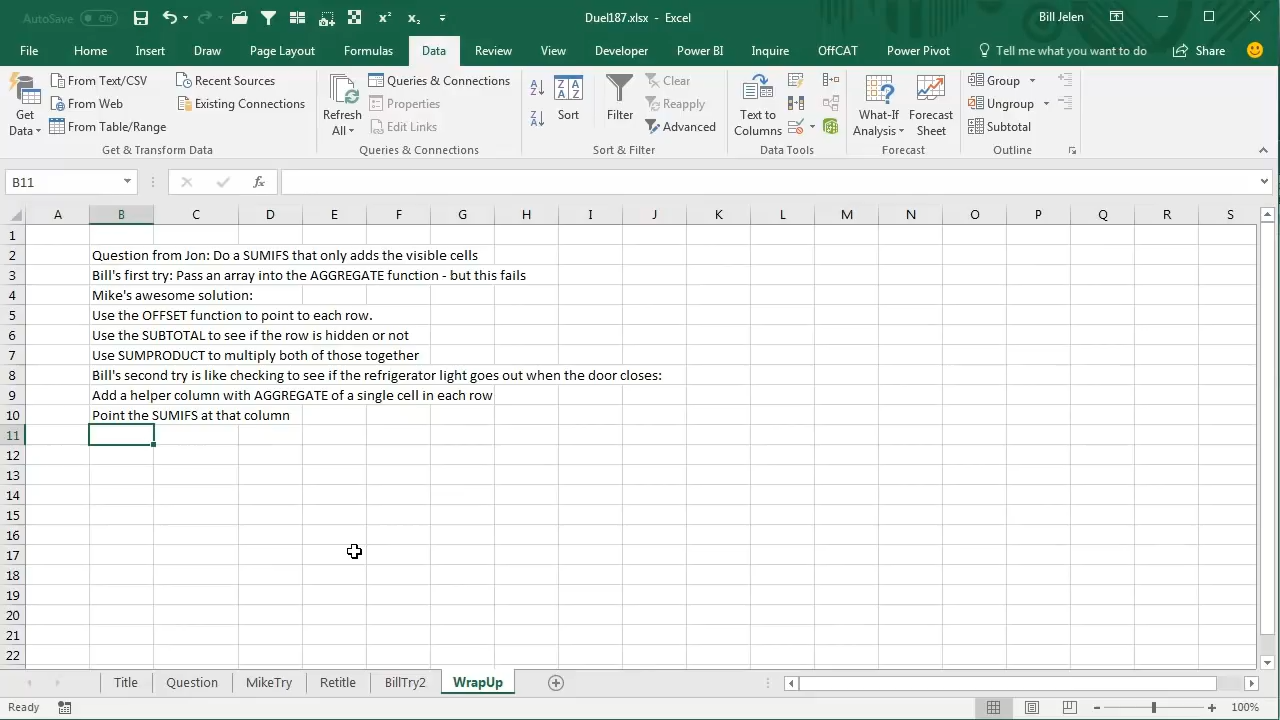 AutoSave Off
Duel187.xlsx - Excel
Bill Jelen
File Home Insert Draw Page Layout Formulas Data Review View Developer Power BI Inquire OffCAT Power Pivot Tell me what you want to do Share
Get Data
From Text/CSV
From Web
From Table/Range
Recent Sources
Existing Connections
Get & Transform Data
Refresh All
Queries & Connections
Properties
Edit Links
Queries & Connections
Sort
Filter
Clear
Reapply
Advanced
Sort & Filter
Text to Columns
Data Tools
What-If Analysis
Forecast Sheet
Forecast
Group
Ungroup
Subtotal
Outline
B11
fx
A B C D E F G H I J K L M N O P Q R S
1
2 Question from Jon: Do a SUMIFS that only adds the visible cells
3 Bill's first try: Pass an array into the AGGREGATE function - but this fails
4 Mike's awesome solution:
5 Use the OFFSET function to point to each row.
6 Use the SUBTOTAL to see if the row is hidden or not
7 Use SUMPRODUCT to multiply both of those together
8 Bill's second try is like checking to see if the refrigerator light goes out when the door closes:
9 Add a helper column with AGGREGATE of a single cell in each row
10 Point the SUMIFS at that column
11
12
13
14
15
16
17
18
19
20
21
22
Title Question MikeTry Retitle BillTry2 WrapUp
Ready
100%